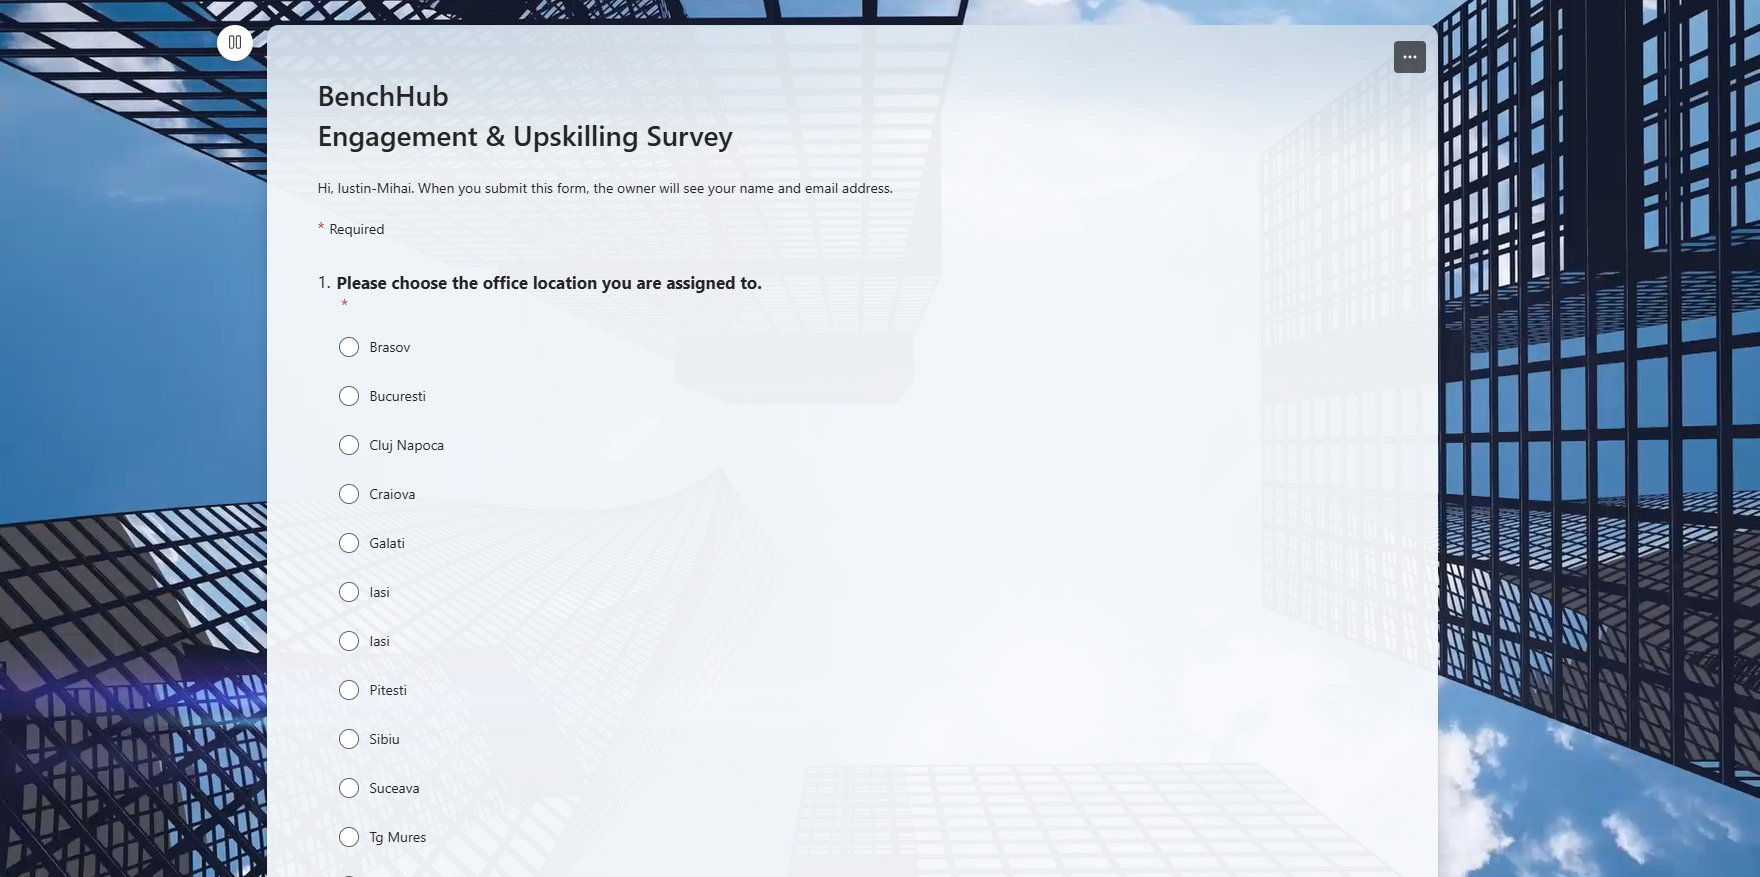 BenchHub
Engagement & Upskilling Survey
Hi, Iustin-Mihai. When you submit this form, the owner will see your name and email address.
* Required
1. Please choose the office location you are assigned to.
*
Brasov
Bucuresti
Cluj Napoca
Craiova
Galati
Iasi
Iasi
Pitesti
Sibiu
Suceava
Tg Mures